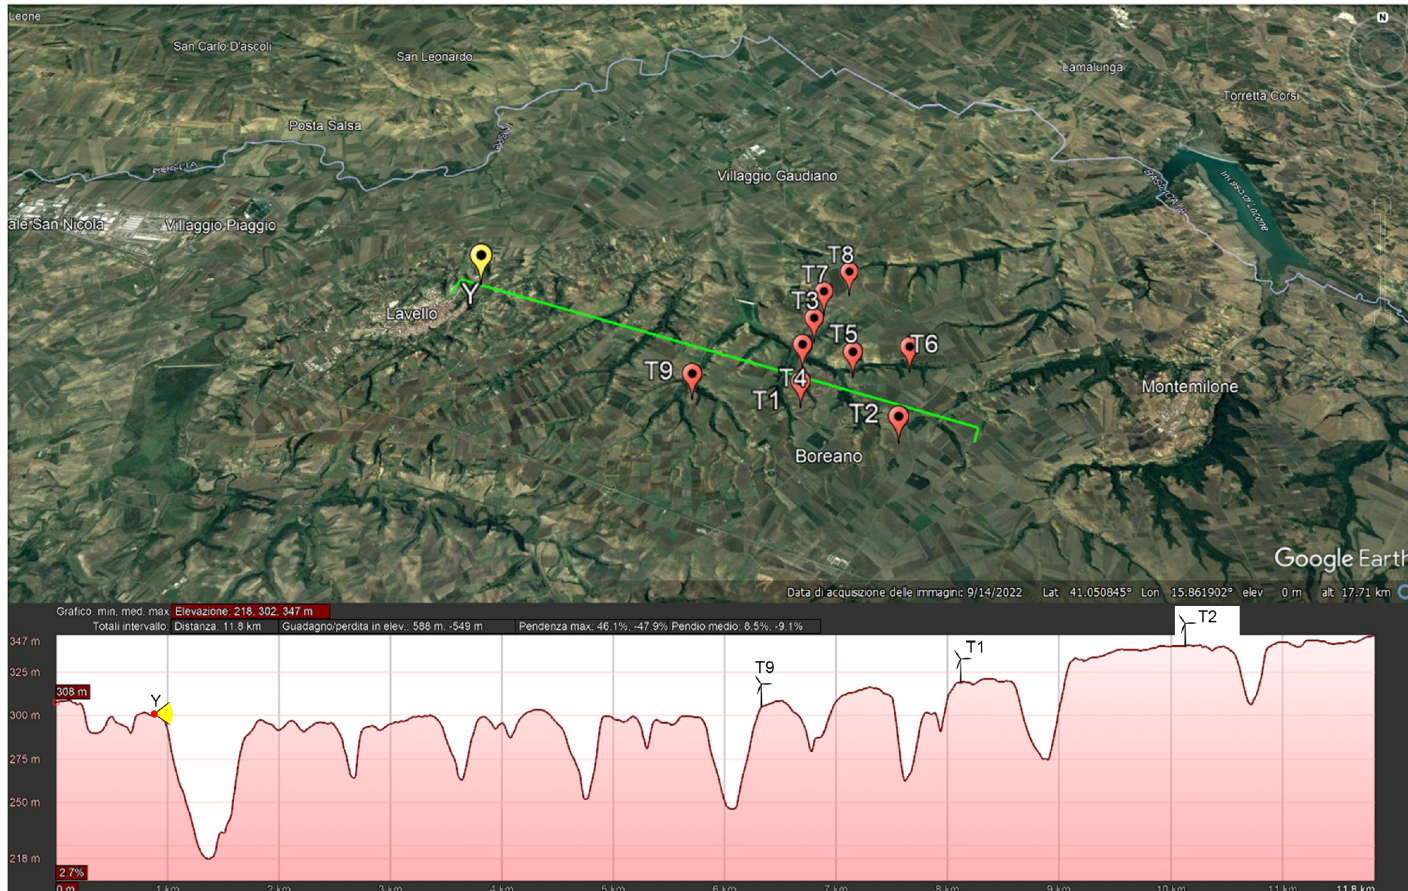 Leone
N
San Carlo D'ascoli
San Leonardo
Lamalunga
Torretta Corsi
Posta Salsa
Villaggio Gaudiano
ale San Nicola
Villaggio Piaggio
Y
Lavello
T8
T7
T3
T5
T6
T9
T4
T1
T2
Montemilone
Boreano
Google Earth
Data di acquisizione delle immagini: 9/14/2022 Lat 41.050845° Lon 15.861902° elev 0 m alt 17.71 km
Grafico: min, med, max Elevazione: 218, 302, 347 m
Totali intervallo: Distanza: 11.8 km Guadagno/perdita in elev.: 588 m, -549 m Pendenza max: 46.1%, -47.9% Pendio medio: 8.5%, -9.1%
T2
347 m
T1
325 m
T9
308 m
Y
300 m
275 m
250 m
218 m
2.7%
0 m 1 km 2 km 3 km 4 km 5 km 6 km 7 km 8 km 9 km 10 km 11 km 11.8 km